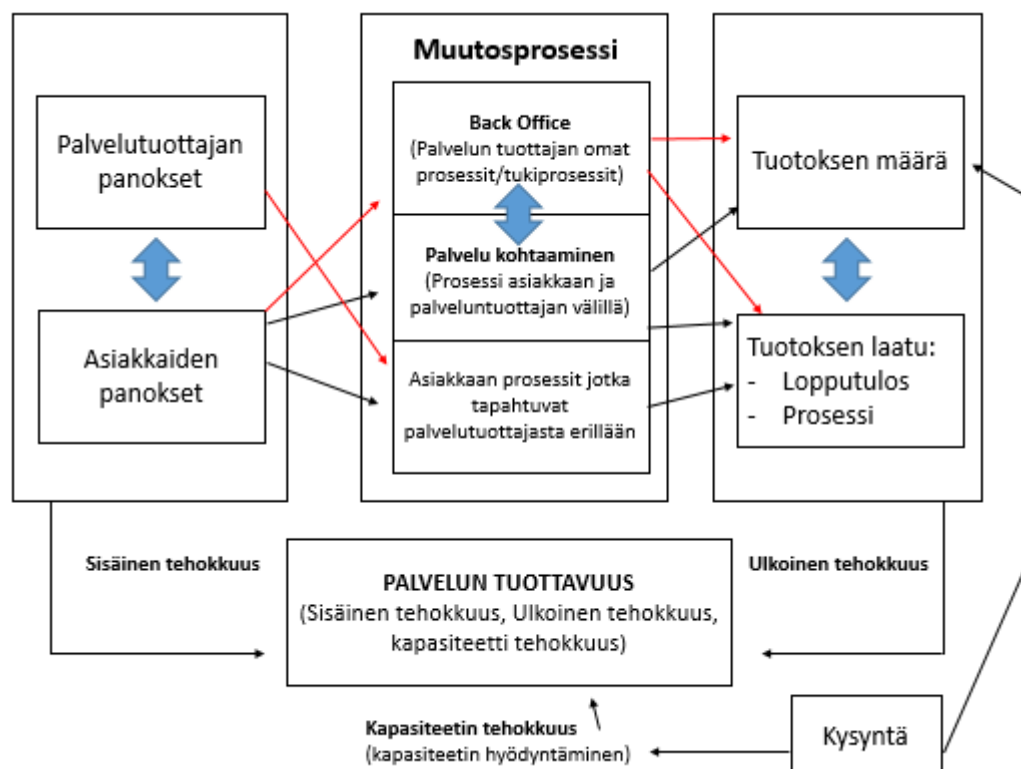 Muutosprosessi
Palvelutuottajan
panokset
Asiakkaiden
panokset
Back Office
(Palvelun tuottajan omat
prosessit/tukiprosessit)
Palvelu kohtaaminen
(Prosessi asiakkaan ja
palveluntuottajan välillä)
Asiakkaan prosessit jotka
tapahtuvat
palvelutuottajasta erillään
Tuotoksen määrä
Tuotoksen laatu:
- Lopputulos
- Prosessi
Sisäinen tehokkuus
Ulkoinen tehokkuus
PALVELUN TUOTTAVUUS
(Sisäinen tehokkuus, Ulkoinen tehokkuus,
kapasiteetti tehokkuus)
Kapasiteetin tehokkuus
(kapasiteetin hyödyntäminen)
Kysyntä